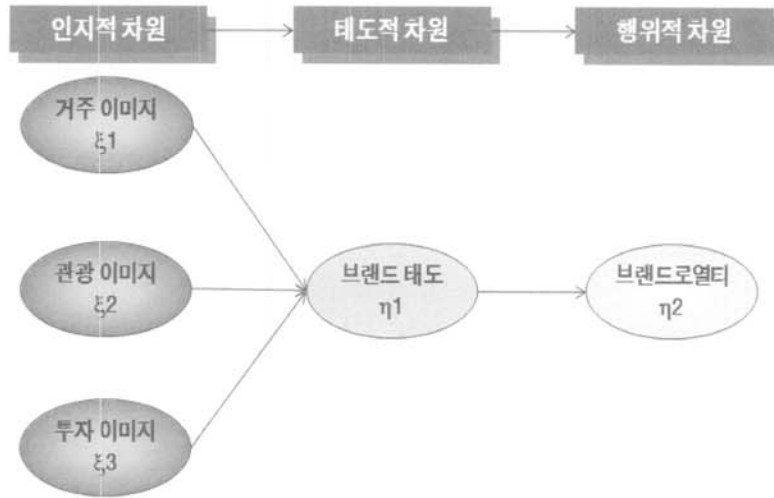 인지적 차원
태도적 차원
행위적 차원
거주 이미지
ξ1
관광 이미지
ξ2
브랜드 태도
η1
브랜드로열티
η2
투자 이미지
ξ3